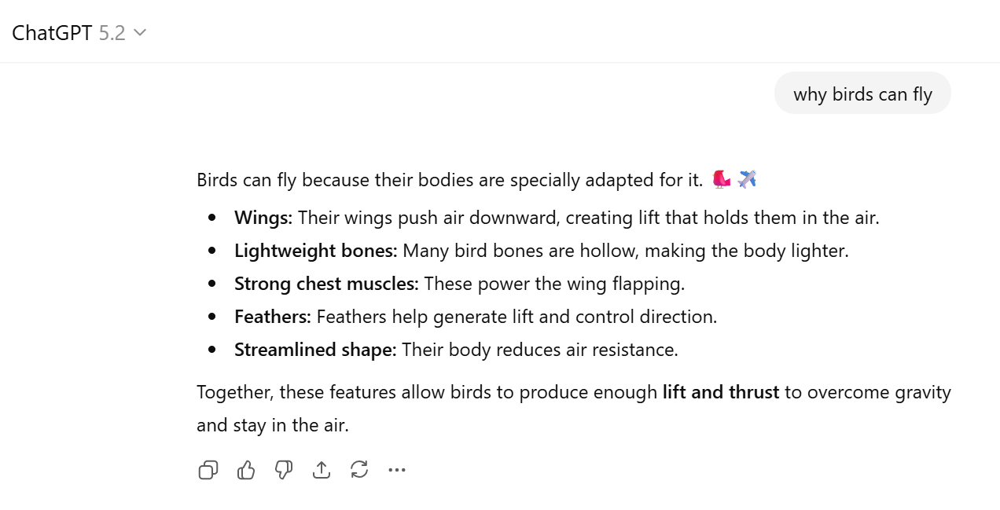 ChatGPT 5.2
why birds can fly
Birds can fly because their bodies are specially adapted for it. 🐦✈️
• Wings: Their wings push air downward, creating lift that holds them in the air.
• Lightweight bones: Many bird bones are hollow, making the body lighter.
• Strong chest muscles: These power the wing flapping.
• Feathers: Feathers help generate lift and control direction.
• Streamlined shape: Their body reduces air resistance.
Together, these features allow birds to produce enough lift and thrust to overcome gravity
and stay in the air.